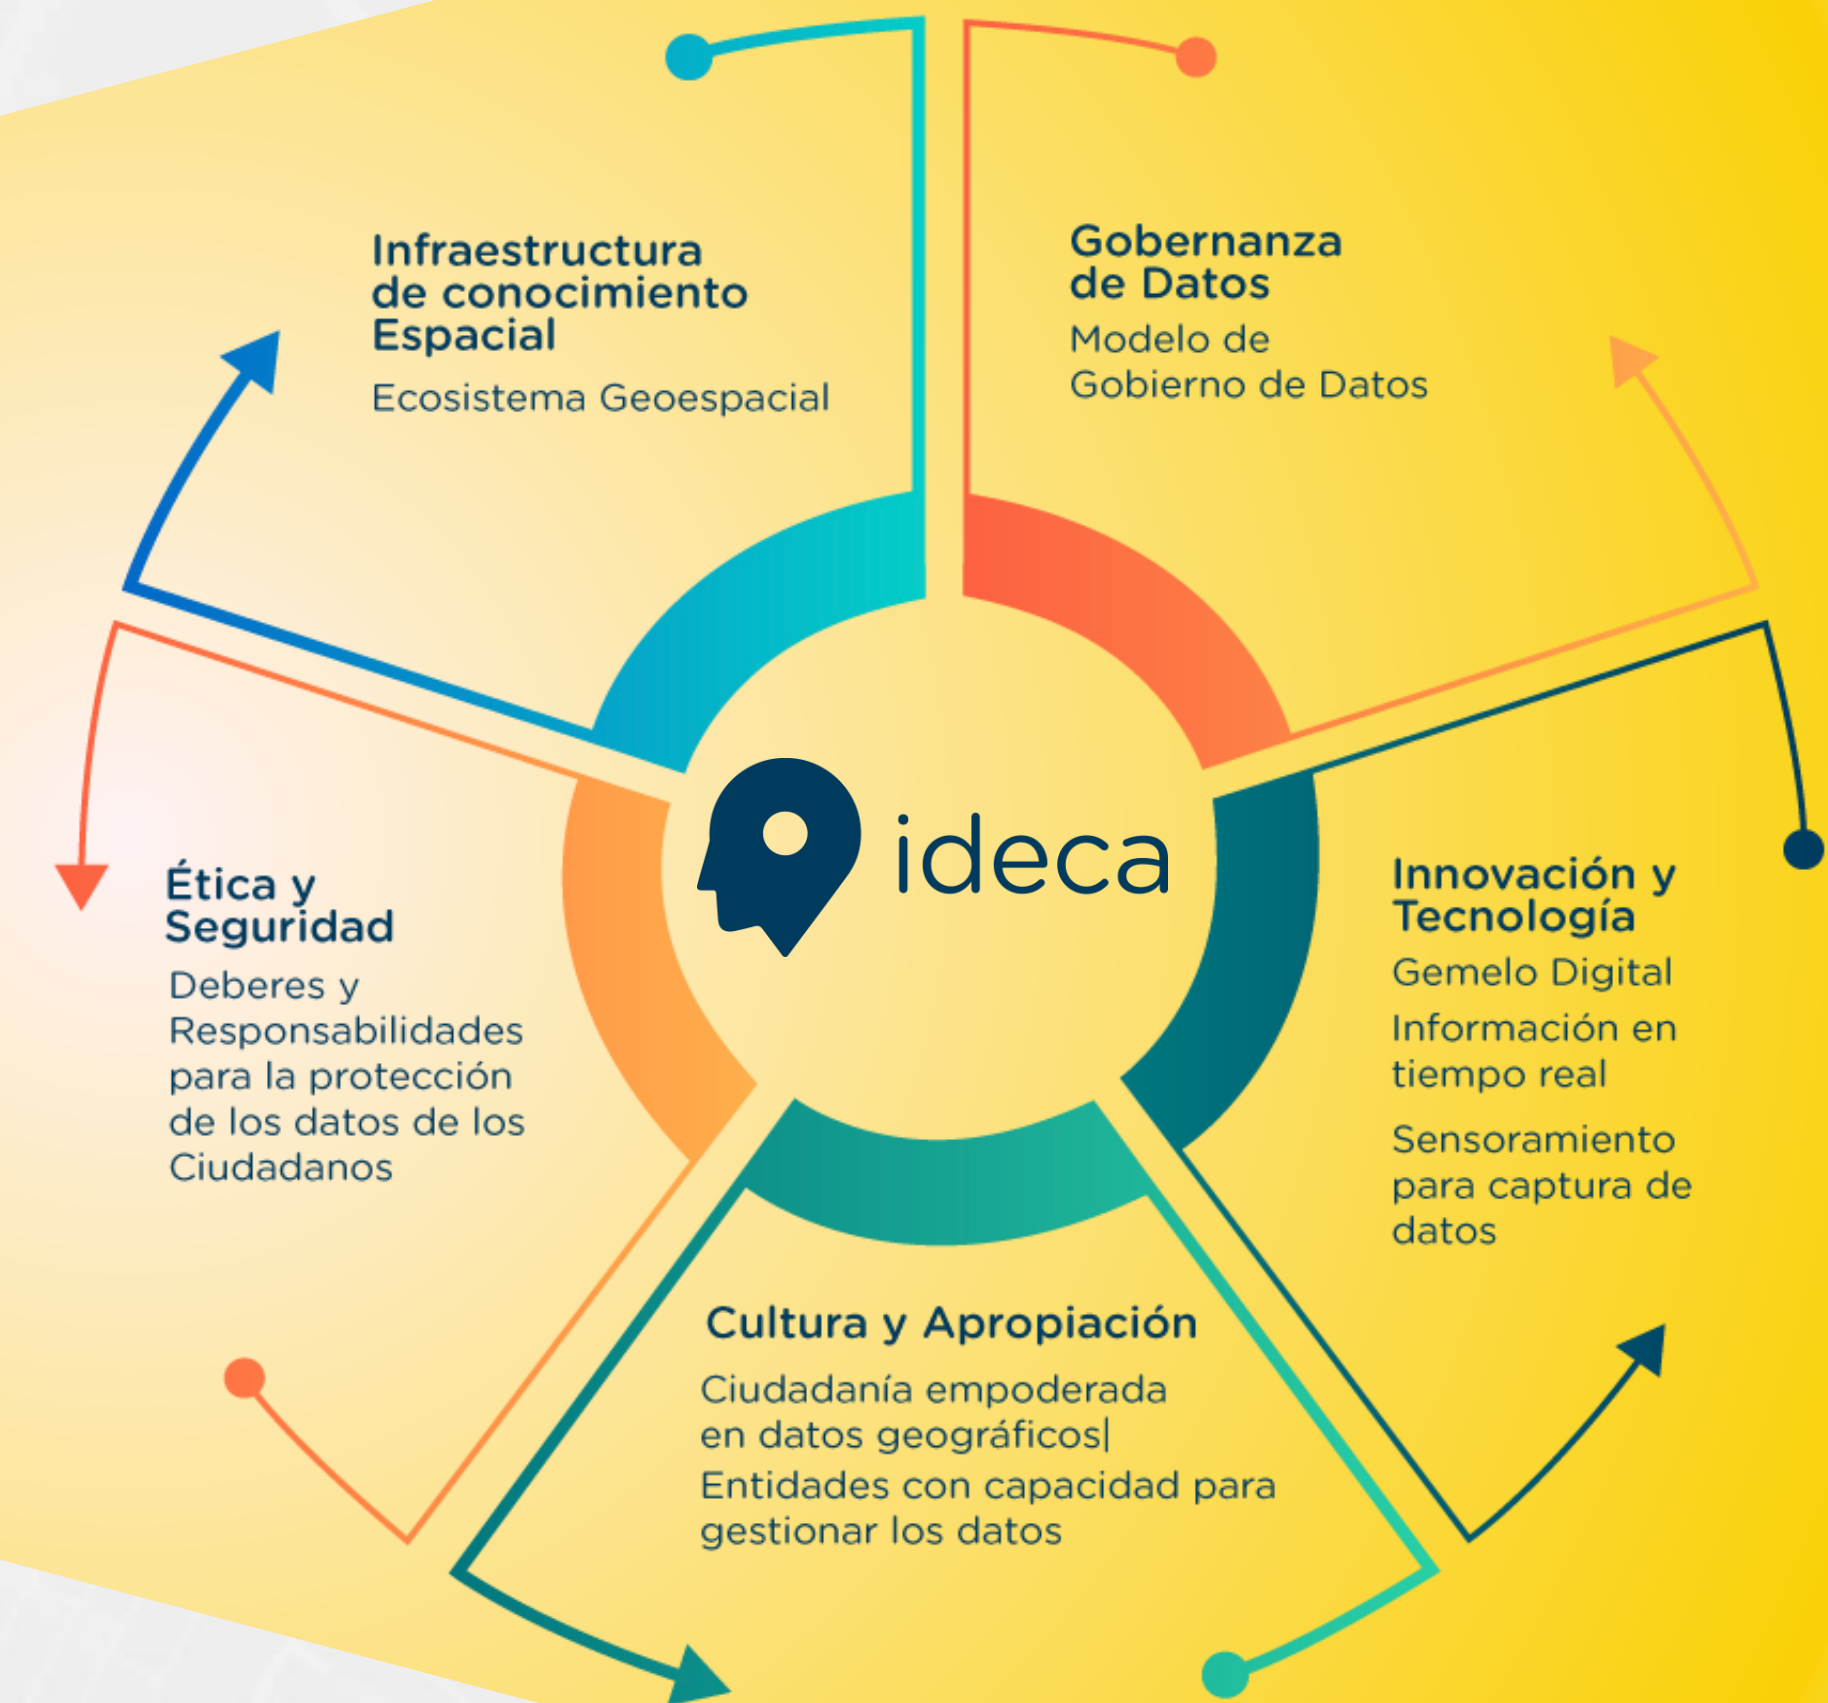 Infraestructura
de conocimiento
Espacial
Ecosistema Geoespacial
Gobernanza
de Datos
Modelo de
Gobierno de Datos
ideca
Ética y
Seguridad
Deberes y
Responsabilidades
para la protección
de los datos de los
Ciudadanos
Innovación y
Tecnología
Gemelo Digital
Información en
tiempo real
Sensoramiento
para captura de
datos
Cultura y Apropiación
Ciudadanía empoderada
en datos geográficos|
Entidades con capacidad para
gestionar los datos